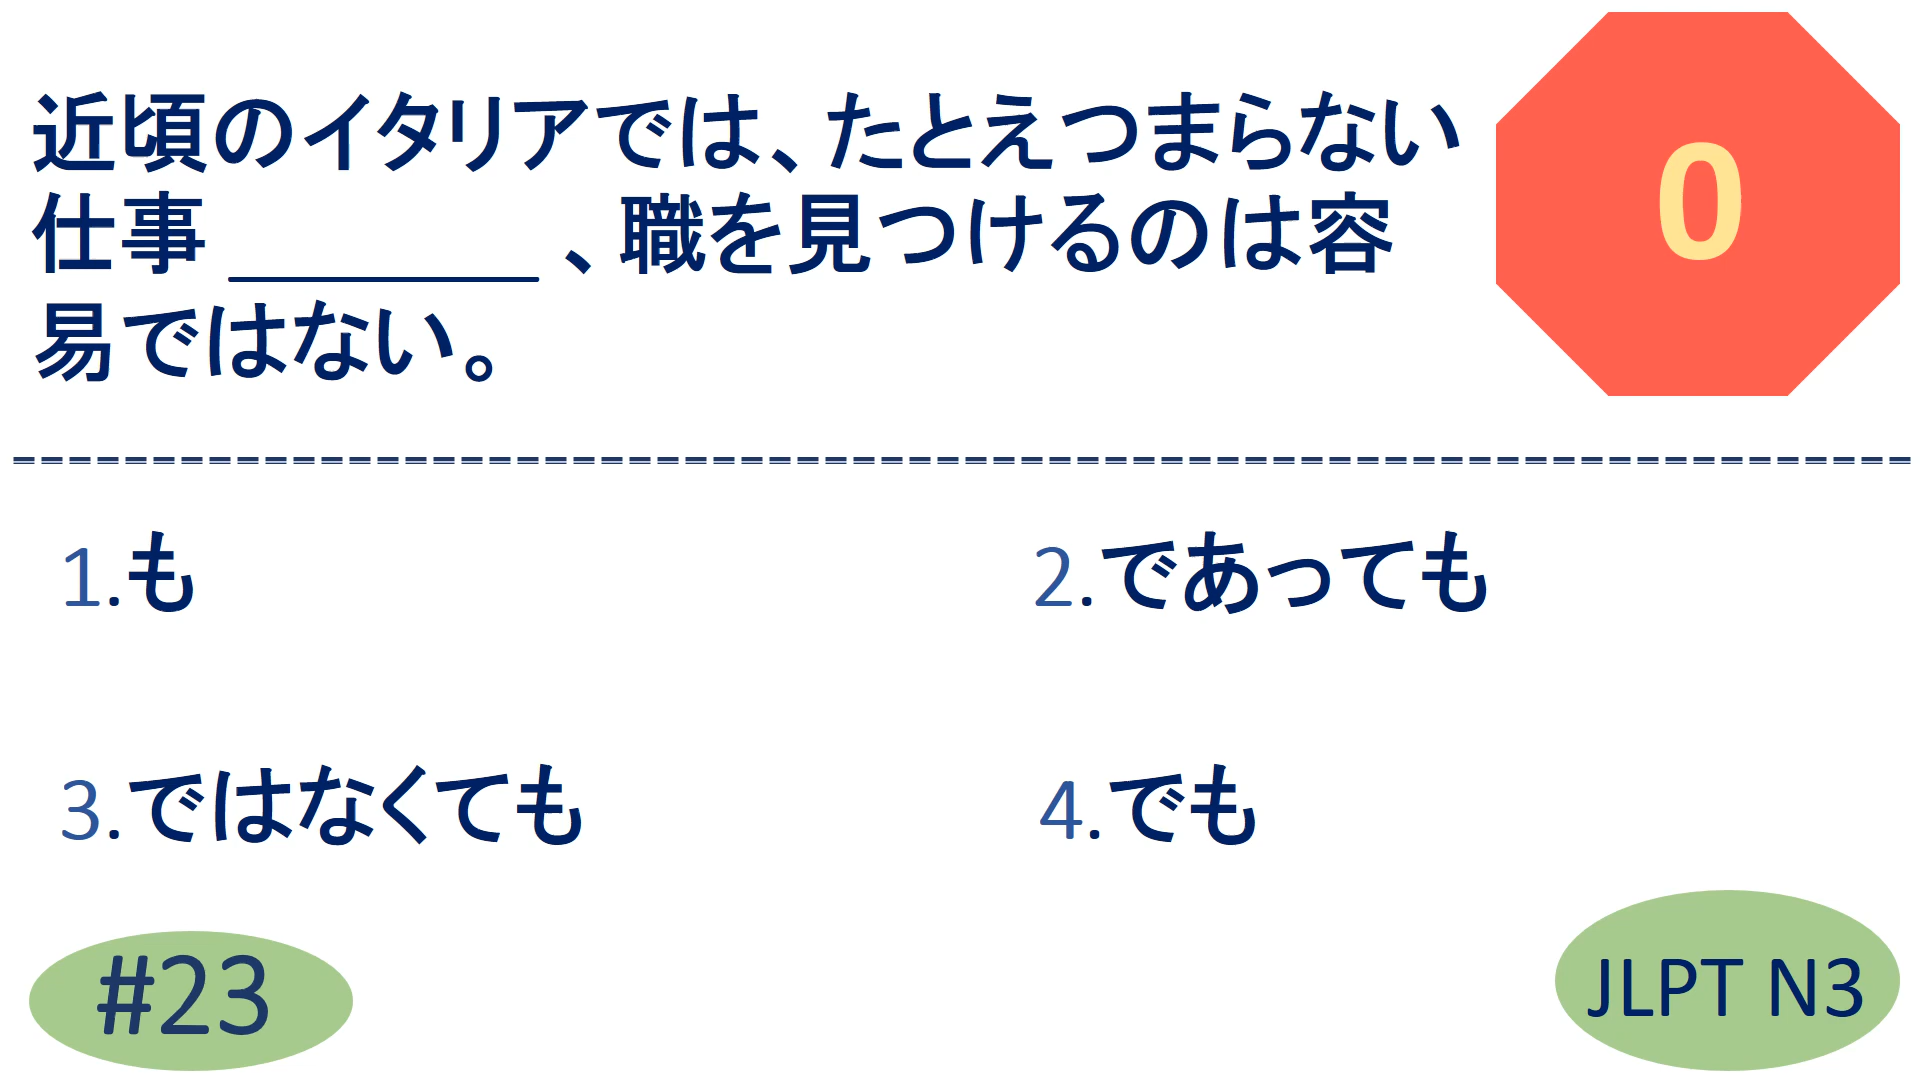 近頃のイタリアでは、たとえつまらない
仕事 ________ 、職を見つけるのは容
易ではない。
0
1.も
2.であっても
3.ではなくても
4.でも
#23
JLPT N3